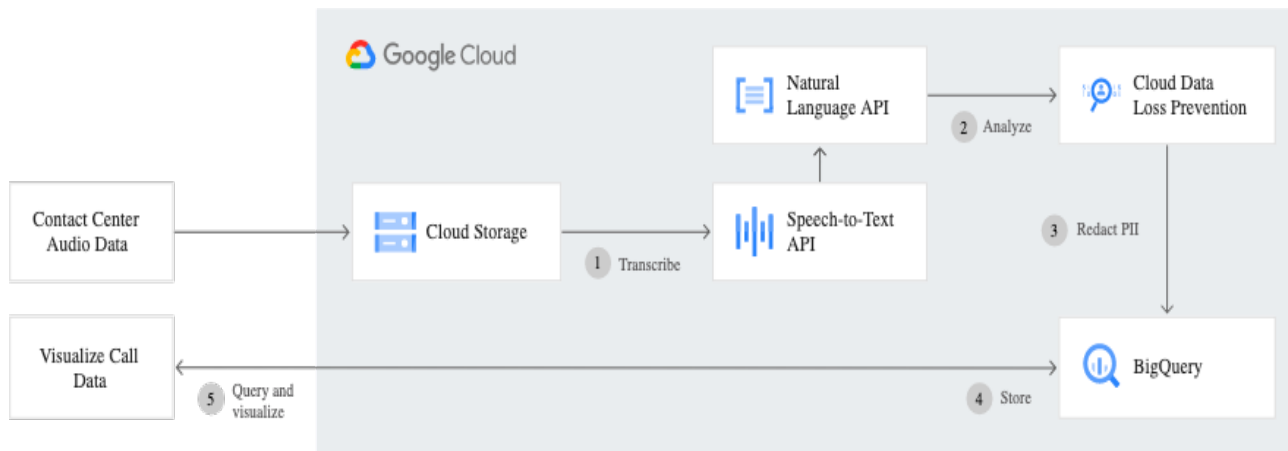 Google Cloud
Natural
Language API
2 Analyze
Cloud Data
Loss Prevention
Contact Center
Audio Data
Cloud Storage
1 Transcribe
Speech-to-Text
API
3 Redact PII
Visualize Call
Data
5 Query and
visualize
4 Store
BigQuery